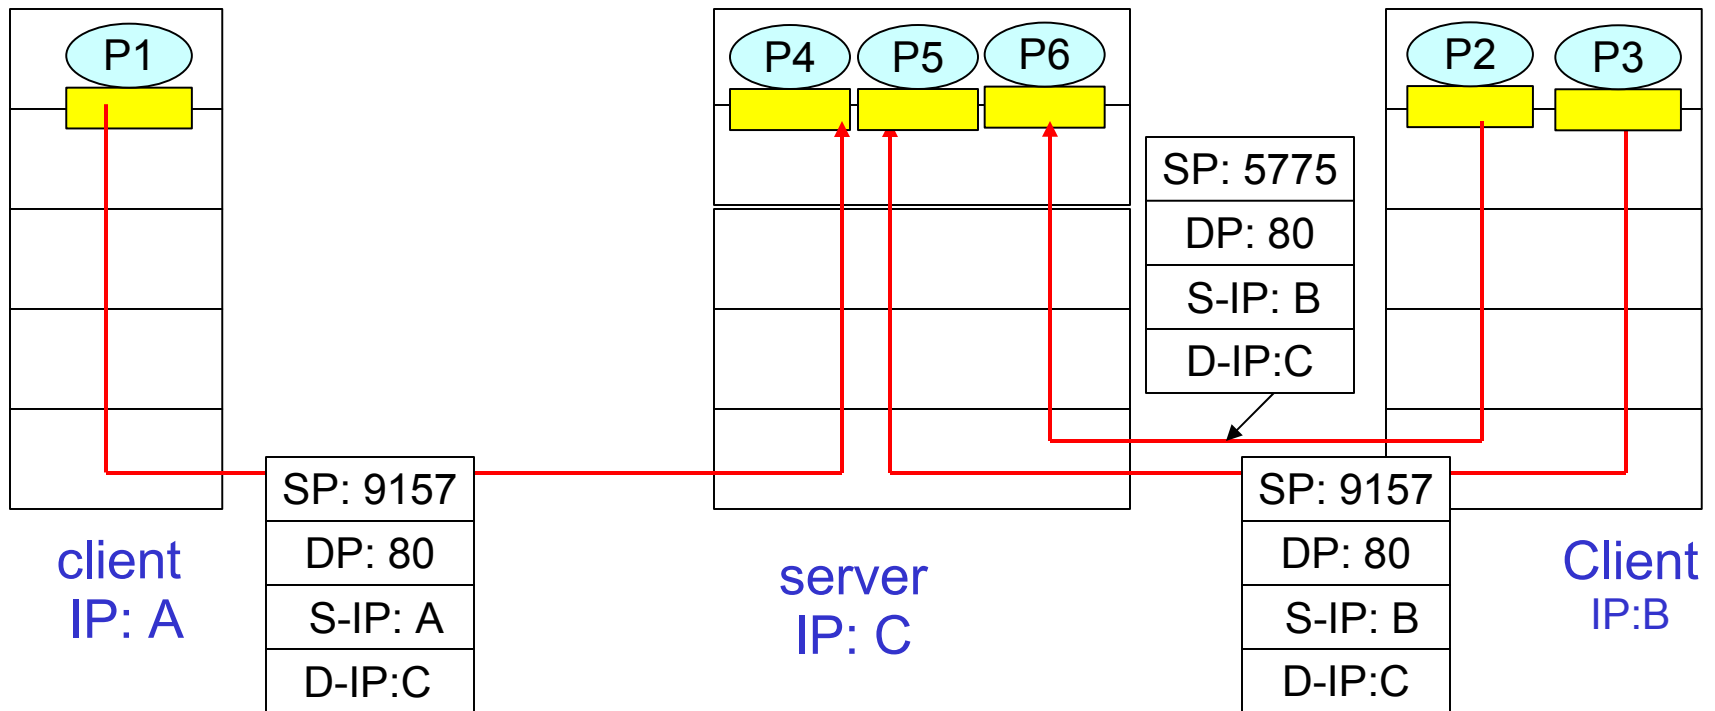 P1
P4
P5
P6
P2
P3
SP: 5775
DP: 80
S-IP: B
D-IP:C
SP: 9157
DP: 80
S-IP: A
D-IP:C
SP: 9157
DP: 80
S-IP: B
D-IP:C
client
IP: A
server
IP: C
Client
IP:B